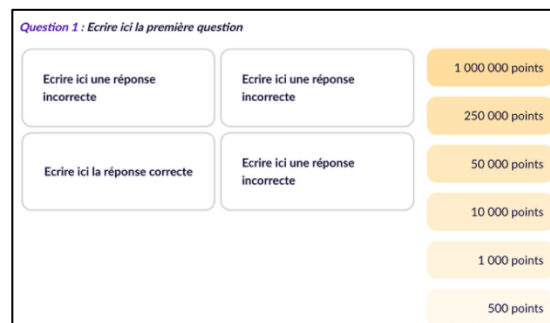 Question 1 : Ecrire ici la première question
Ecrire ici une réponse
incorrecte
Ecrire ici une réponse
incorrecte
Ecrire ici la réponse correcte
Ecrire ici une réponse
incorrecte
1 000 000 points
250 000 points
50 000 points
10 000 points
1 000 points
500 points